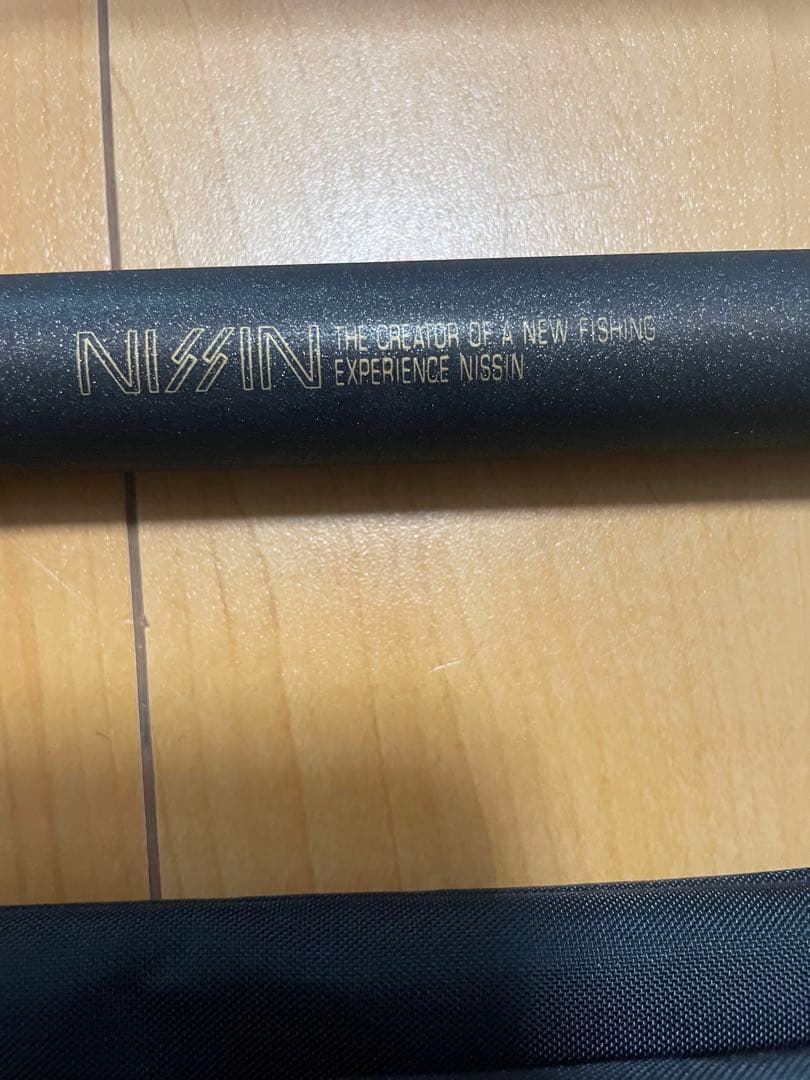 NISSIN
THE CREATOR OF A NEW FISHING
EXPERIENCE NISSIN